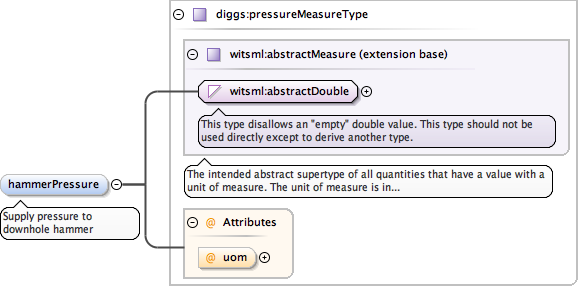 diggs:pressureMeasureType
witsml:abstractMeasure (extension base)
witsml:abstractDouble
This type disallows an "empty" double value. This type should not be
used directly except to derive another type.
The intended abstract supertype of all quantities that have a value with a
unit of measure. The unit of measure is in...
hammerPressure
Supply pressure to
downhole hammer
@ Attributes
@ uom